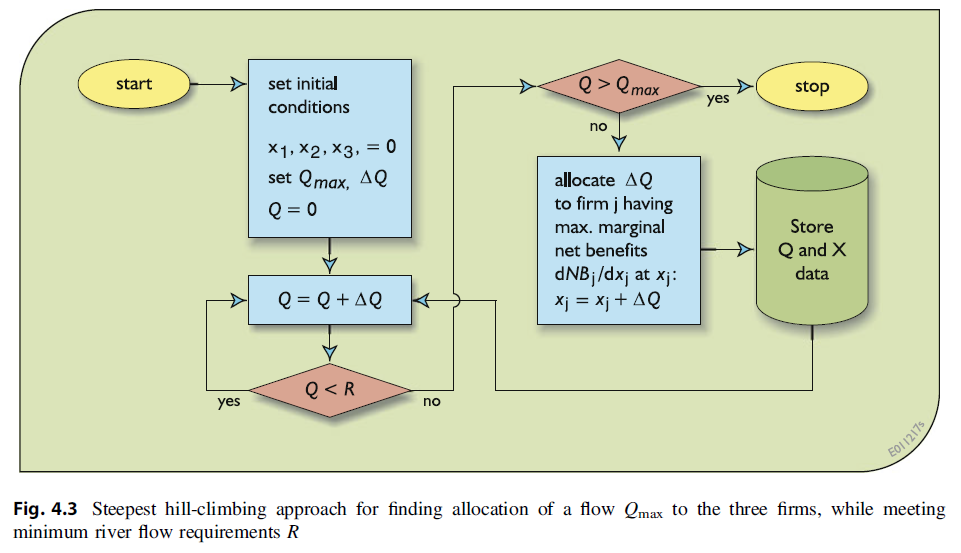 start
set initial
conditions
x1, x2, x3, = 0
set Qmax, ΔQ
Q = 0
Q = Q + ΔQ
Q < R
yes
no
Q > Qmax
yes
no
stop
allocate ΔQ
to firm j having
max. marginal
net benefits
dNBj/dxj at xj:
xj = xj + ΔQ
Store
Q and X
data
E011217s
Fig. 4.3 Steepest hill-climbing approach for finding allocation of a flow Qmax to the three firms, while meeting
minimum river flow requirements R